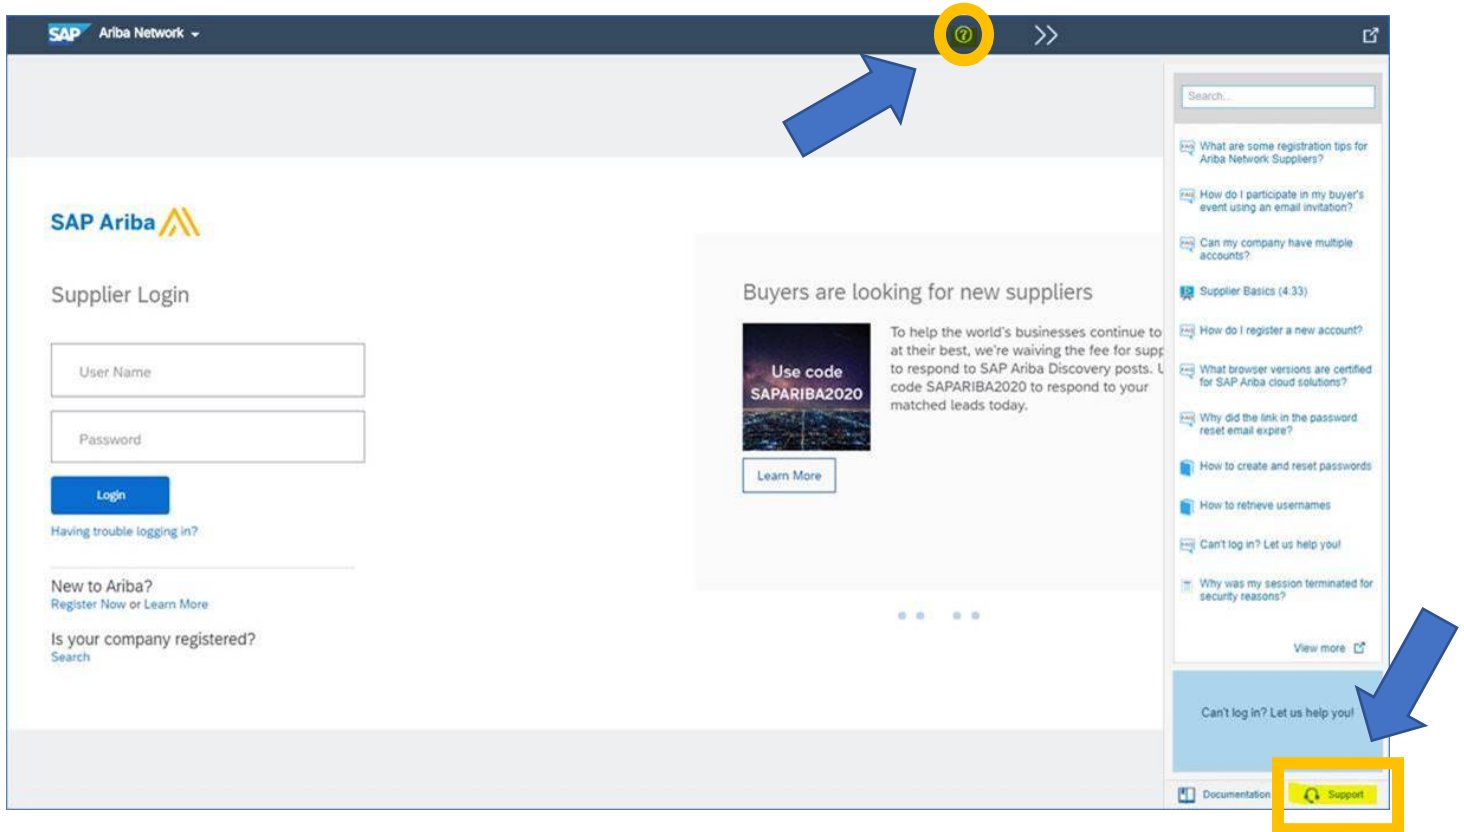 SAP Ariba Network
Search...
What are some registration tips for
Ariba Network Suppliers?
How do I participate in my buyer's
event using an email invitation?
Can my company have multiple
accounts?
Supplier Basics (4:33)
How do I register a new account?
What browser versions are certified
for SAP Ariba cloud solutions?
Why did the link in the password
reset email expire?
How to create and reset passwords
How to retrieve usernames
Can't log in? Let us help you!
Why was my session terminated for
security reasons?
View more
Can't log in? Let us help you!
Documentation
Support
SAP Ariba
Supplier Login
User Name
Password
Login
Having trouble logging in?
New to Ariba?
Register Now or Learn More
Is your company registered?
Search
Buyers are looking for new suppliers
Use code
SAPARIBA2020
To help the world's businesses continue to
at their best, we're waiving the fee for supp
to respond to SAP Ariba Discovery posts. U
code SAPARIBA2020 to respond to your
matched leads today.
Learn More